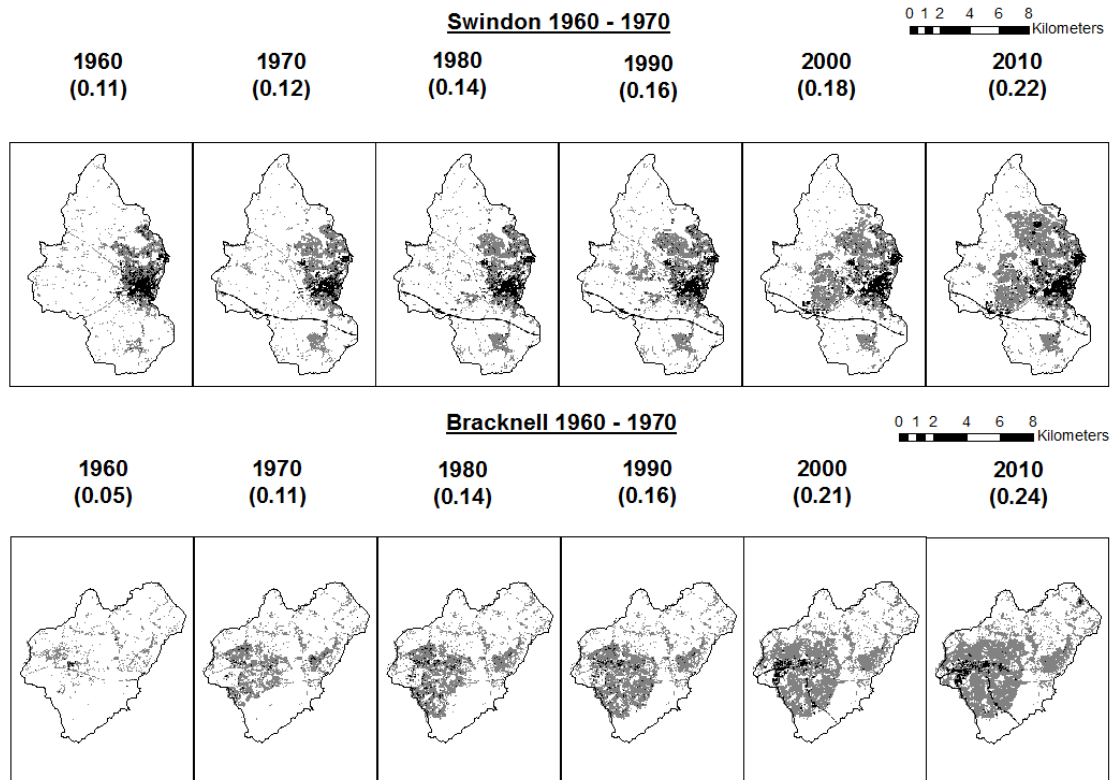 Swindon 1960 - 1970
0 1 2 4 6 8
Kilometers
1960 1970 1980 1990 2000 2010
(0.11) (0.12) (0.14) (0.16) (0.18) (0.22)
Bracknell 1960 - 1970
0 1 2 4 6 8
Kilometers
1960 1970 1980 1990 2000 2010
(0.05) (0.11) (0.14) (0.16) (0.21) (0.24)